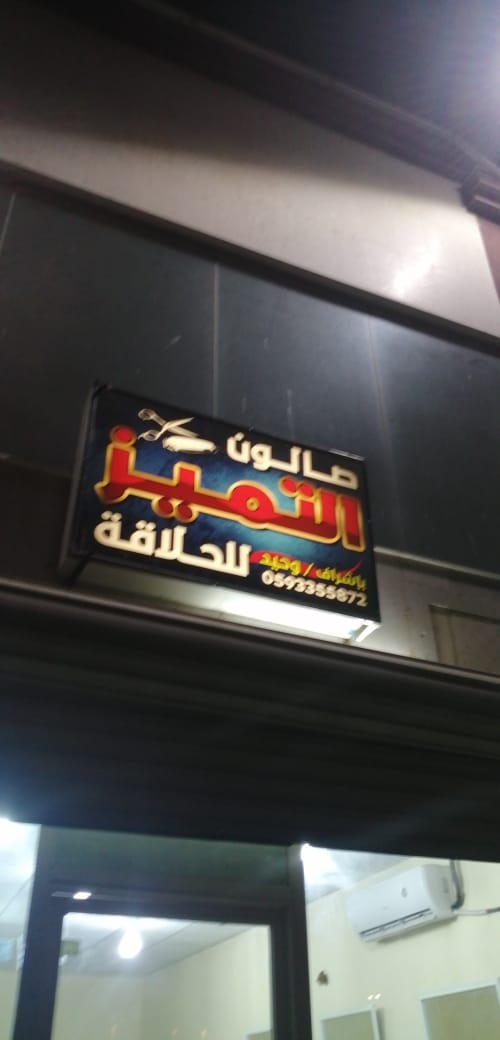 صالون
التميز
للحلاقة
بإشراف / وحيد
0593355872